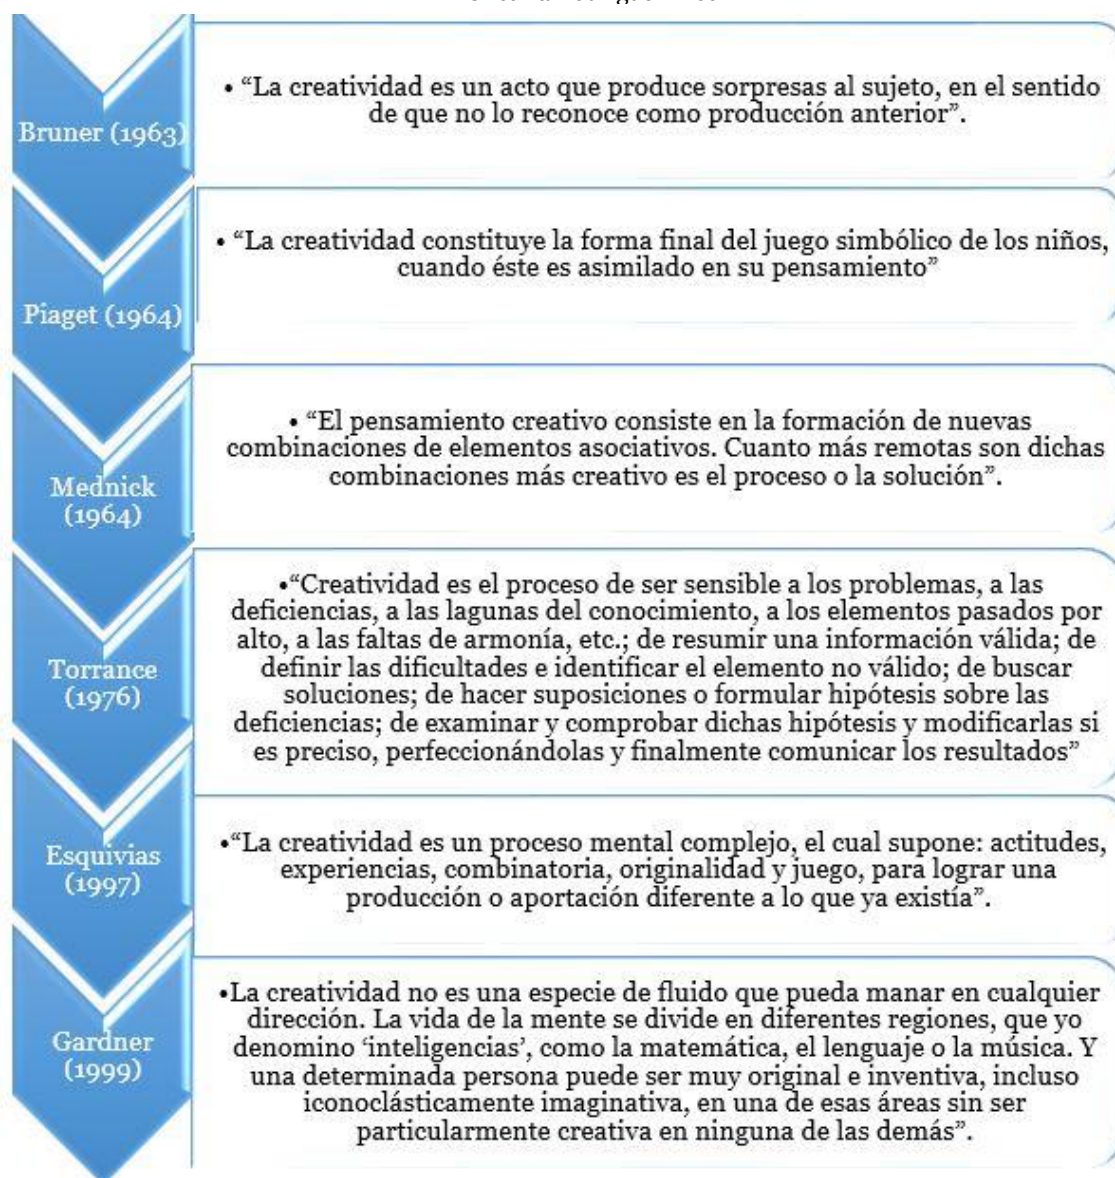 Bruner (1963)
• “La creatividad es un acto que produce sorpresas al sujeto, en el sentido
de que no lo reconoce como producción anterior”.
Piaget (1964)
• “La creatividad constituye la forma final del juego simbólico de los niños,
cuando éste es asimilado en su pensamiento”
Mednick
(1964)
• “El pensamiento creativo consiste en la formación de nuevas
combinaciones de elementos asociativos. Cuanto más remotas son dichas
combinaciones más creativo es el proceso o la solución”.
Torrance
(1976)
•“Creatividad es el proceso de ser sensible a los problemas, a las
deficiencias, a las lagunas del conocimiento, a los elementos pasados por
alto, a las faltas de armonía, etc.; de resumir una información válida; de
definir las dificultades e identificar el elemento no válido; de buscar
soluciones; de hacer suposiciones o formular hipótesis sobre las
deficiencias; de examinar y comprobar dichas hipótesis y modificarlas si
es preciso, perfeccionándolas y finalmente comunicar los resultados”
Esquivias
(1997)
•“La creatividad es un proceso mental complejo, el cual supone: actitudes,
experiencias, combinatoria, originalidad y juego, para lograr una
producción o aportación diferente a lo que ya existía”.
Gardner
(1999)
•La creatividad no es una especie de fluido que pueda manar en cualquier
dirección. La vida de la mente se divide en diferentes regiones, que yo
denomino ‘inteligencias’, como la matemática, el lenguaje o la música. Y
una determinada persona puede ser muy original e inventiva, incluso
iconoclásticamente imaginativa, en una de esas áreas sin ser
particularmente creativa en ninguna de las demás”.